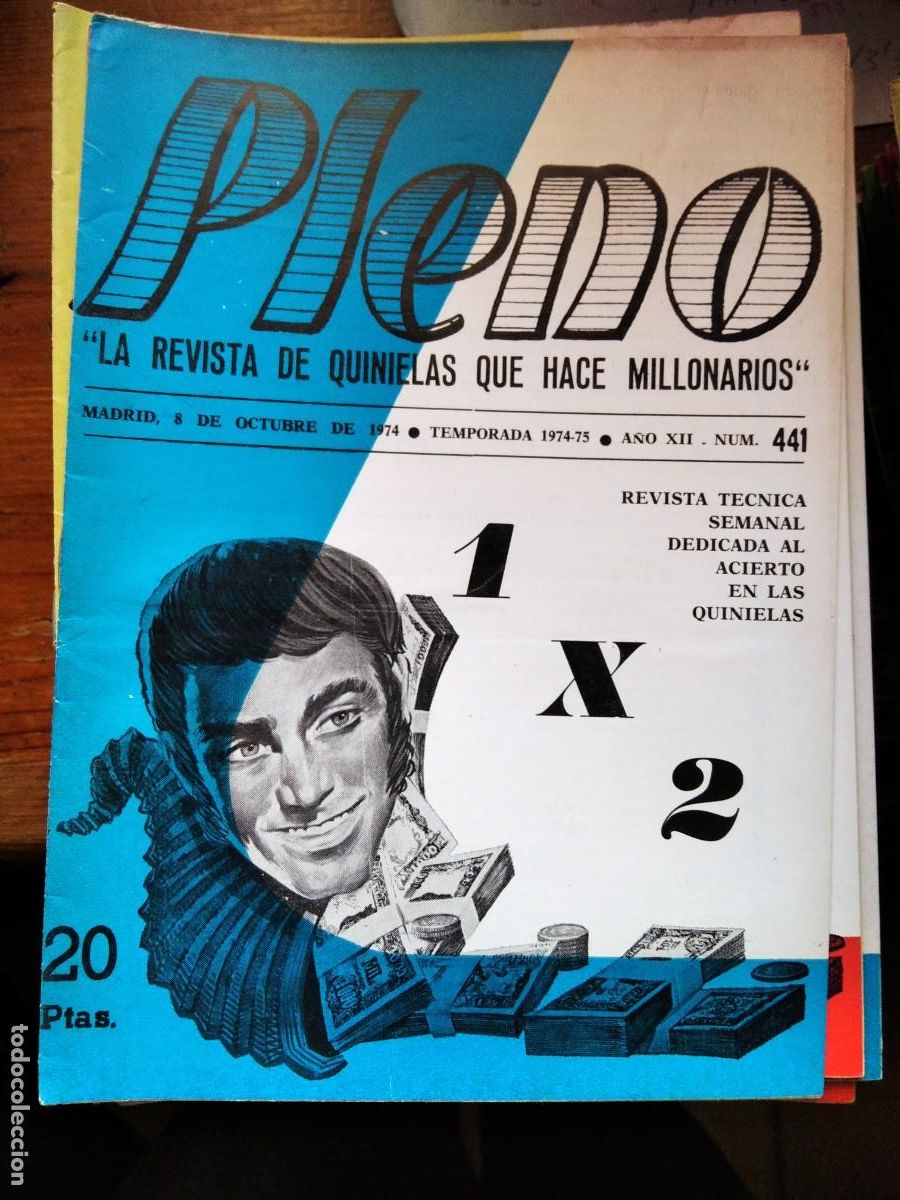 Pleno
"LA REVISTA DE QUINIELAS QUE HACE MILLONARIOS"
MADRID, 8 DE OCTUBRE DE 1974 ● TEMPORADA 1974-75 ● AÑO XII - NUM. 441
REVISTA TECNICA
SEMANAL
DEDICADA AL
ACIERTO
EN LAS
QUINIELAS
1
X
2
20
Ptas.
todocoleccion